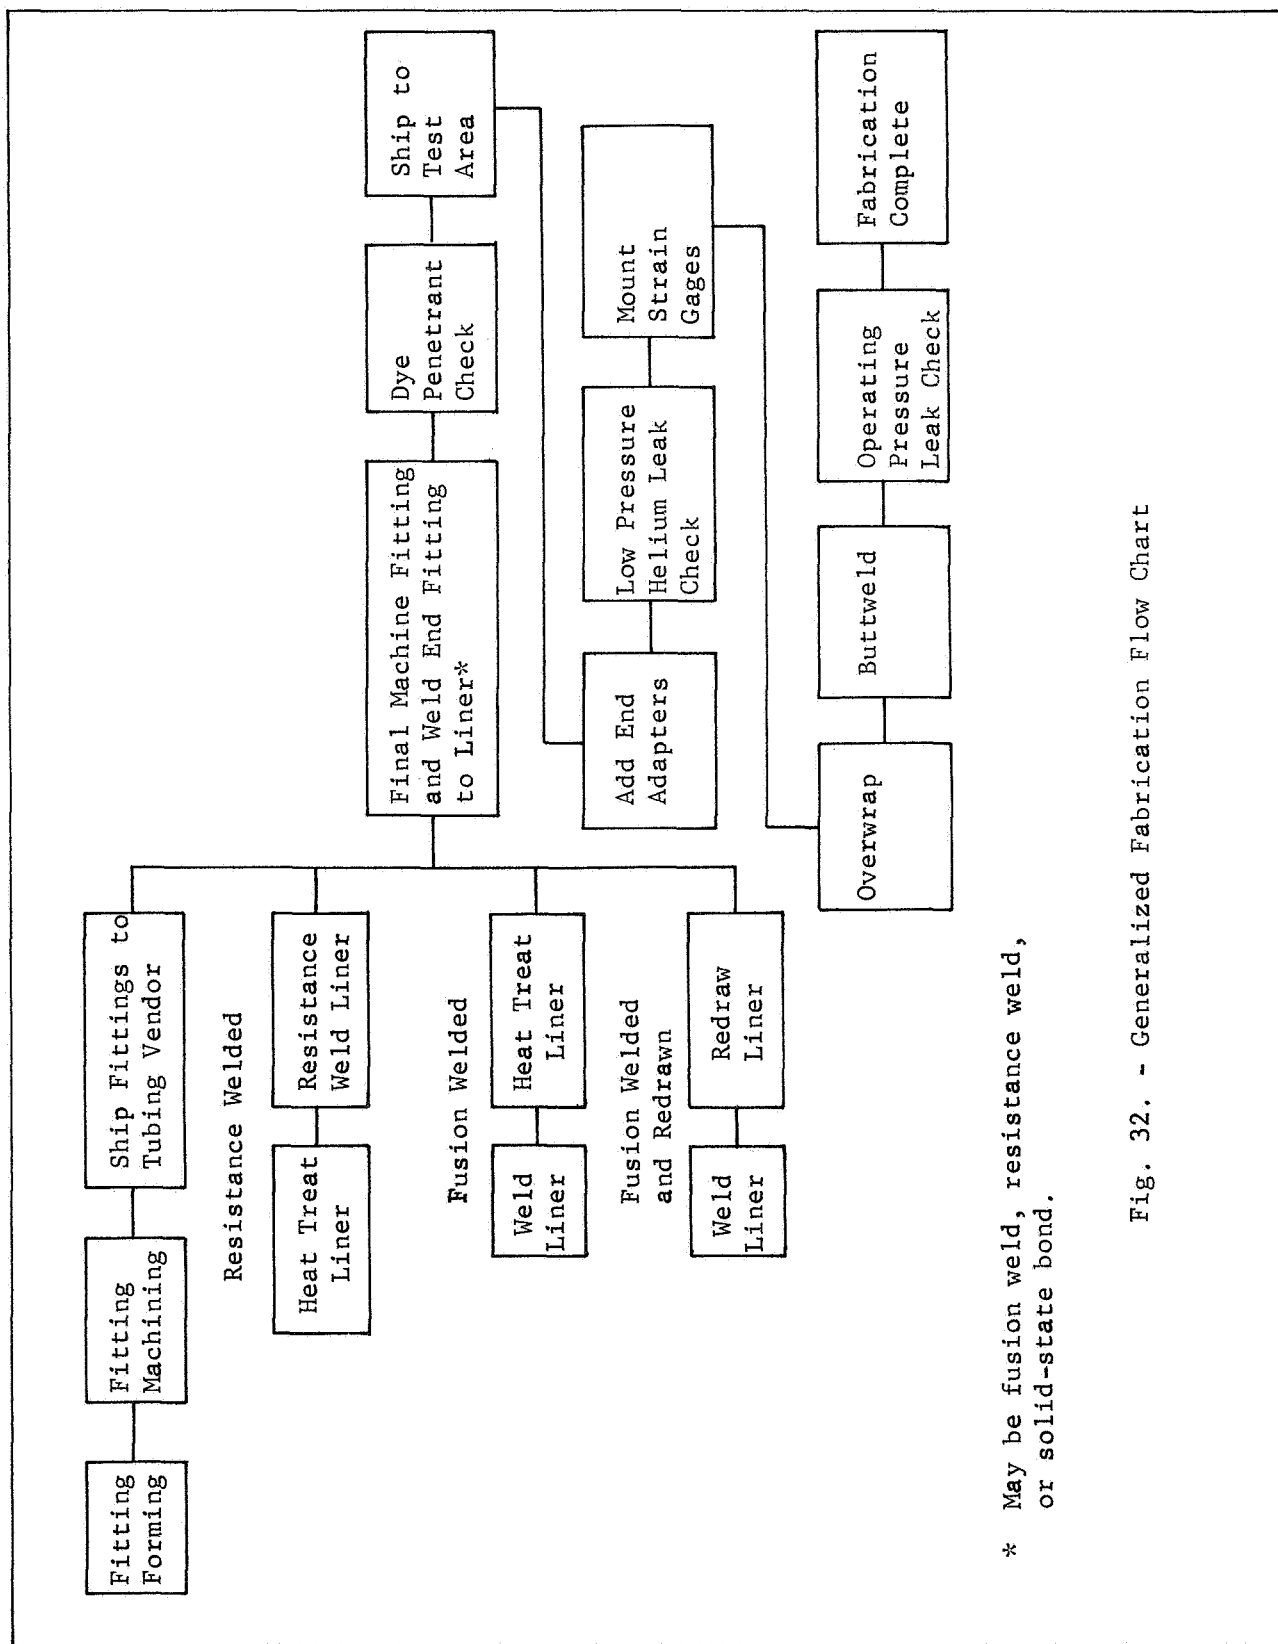 Fitting
Forming
Fitting
Machining
Ship Fittings to
Tubing Vendor
Resistance Welded
Heat Treat
Liner
Resistance
Weld Liner
Fusion Welded
Weld
Liner
Heat Treat
Liner
Fusion Welded
and Redrawn
Weld
Liner
Redraw
Liner
Final Machine Fitting
and Weld End Fitting
to Liner*
Dye
Penetrant
Check
Ship to
Test
Area
Add End
Adapters
Low Pressure
Helium Leak
Check
Mount
Strain
Gages
Overwrap
Buttweld
Operating
Pressure
Leak Check
Fabrication
Complete
* May be fusion weld, resistance weld,
or solid-state bond.
Fig. 32. - Generalized Fabrication Flow Chart